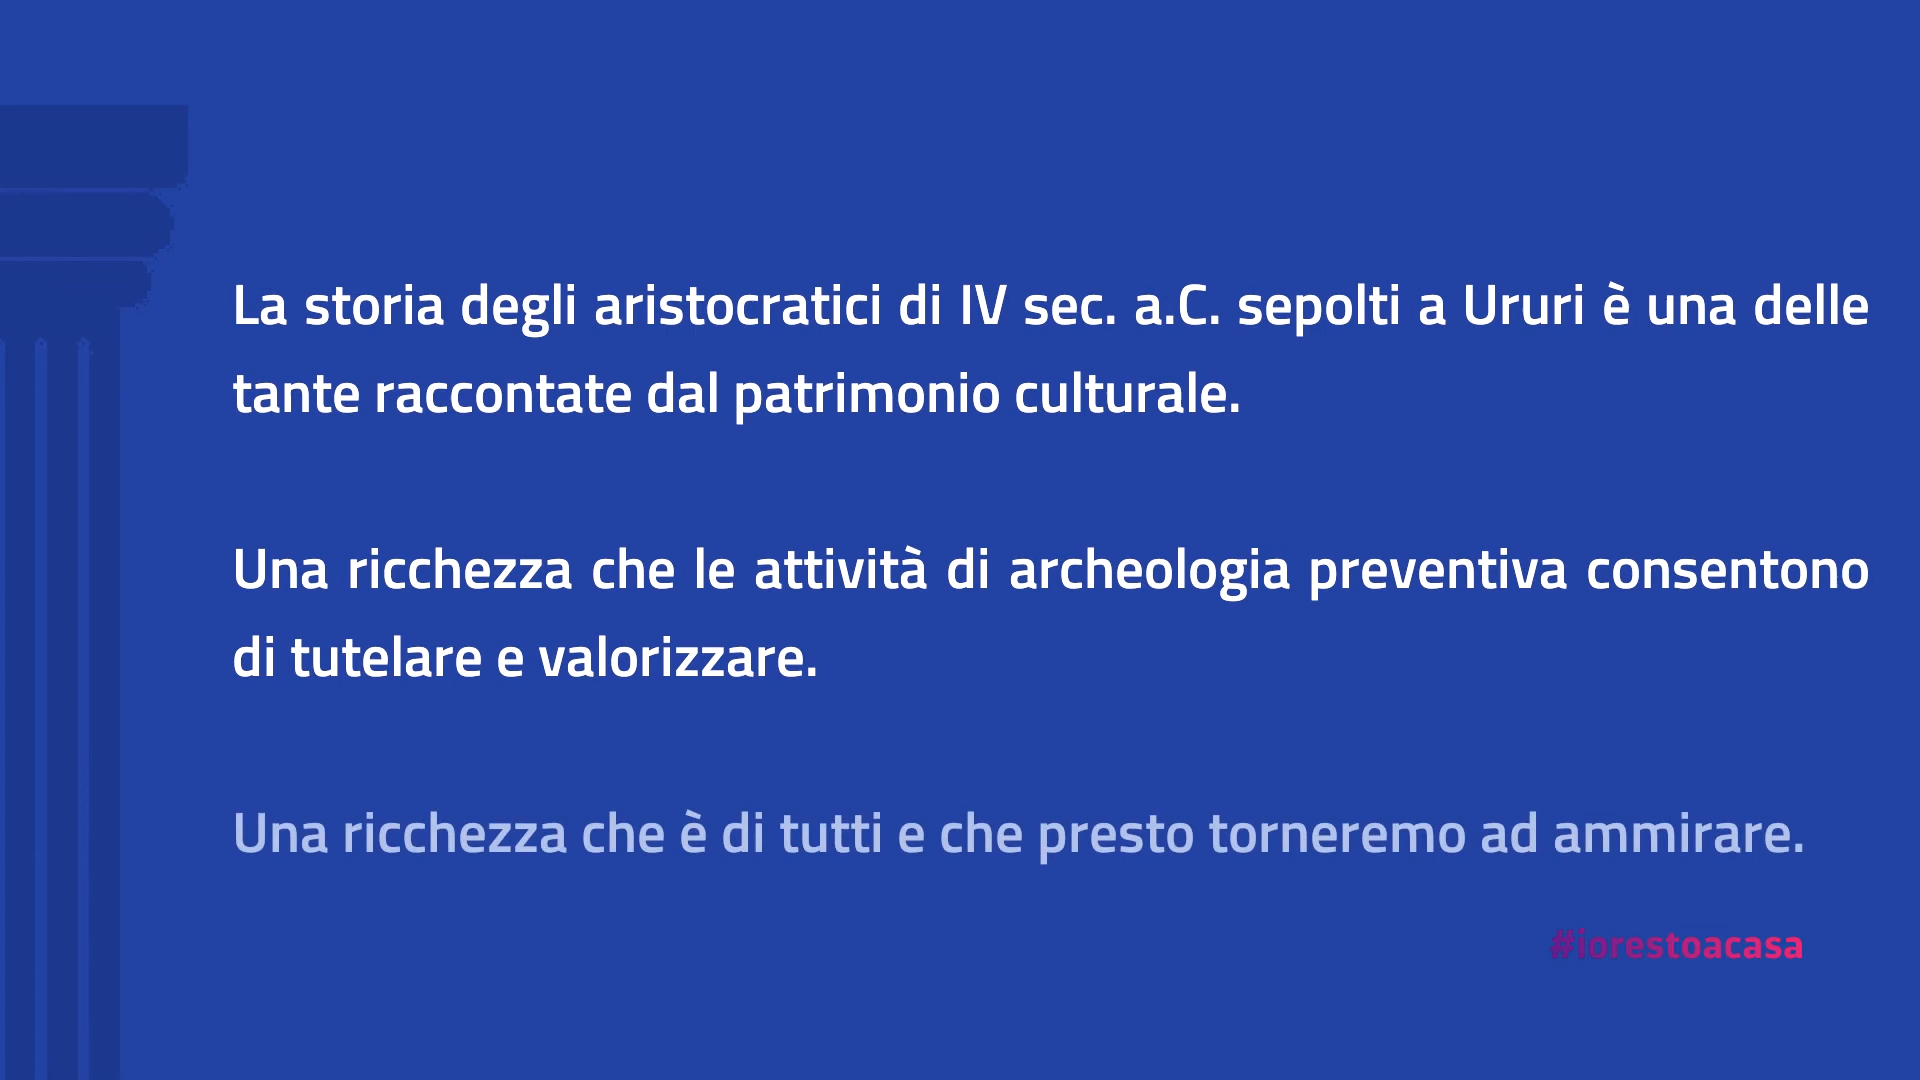 La storia degli aristocratici di IV sec. a.C. sepolti a Ururi è una delle
tante raccontate dal patrimonio culturale.
Una ricchezza che le attività di archeologia preventiva consentono
di tutelare e valorizzare.
Una ricchezza che è di tutti e che presto torneremo ad ammirare.
#iorestoacasa